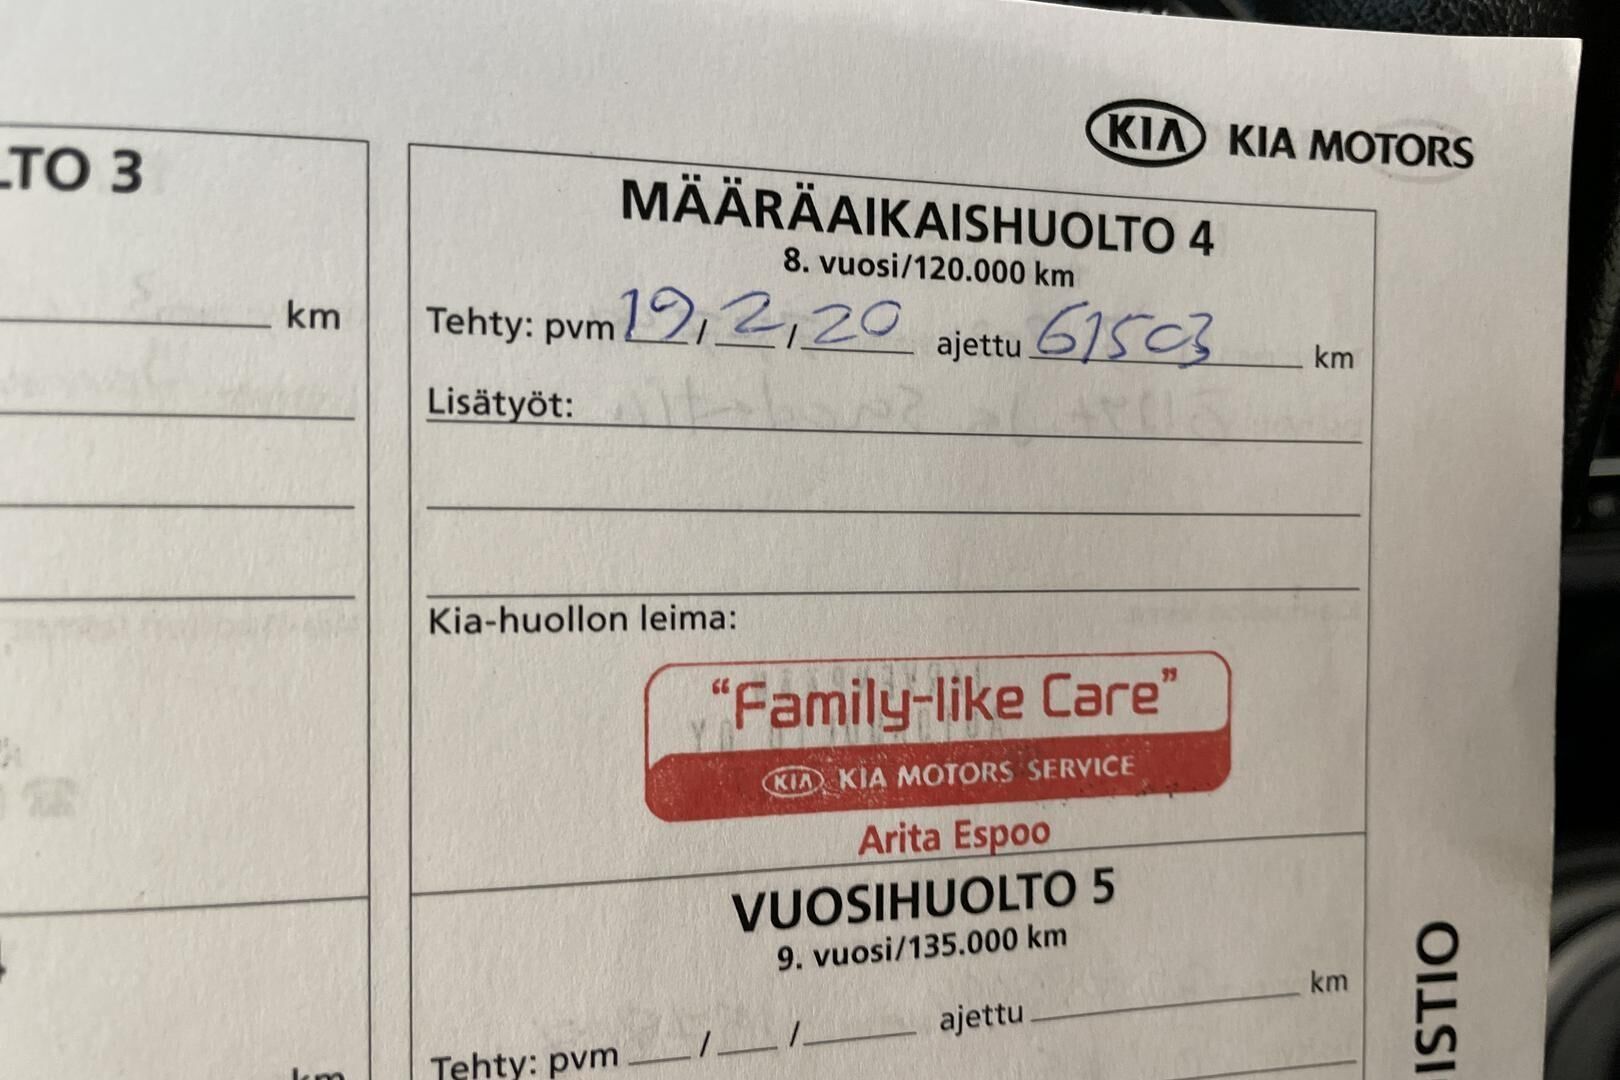 KIA KIA MOTORS
LTO 3
km
MÄÄRÄAIKAISHUOLTO 4
8. vuosi/120.000 km
Tehty: pvm 19 / 2 / 20 ajettu 61503 km
Lisätyöt:
Kia-huollon leima:
"Family-like Care"
KIA KIA MOTORS SERVICE
Arita Espoo
VUOSIHUOLTO 5
9. vuosi/135.000 km
Tehty: pvm / / ajettu km
km
ISTIO